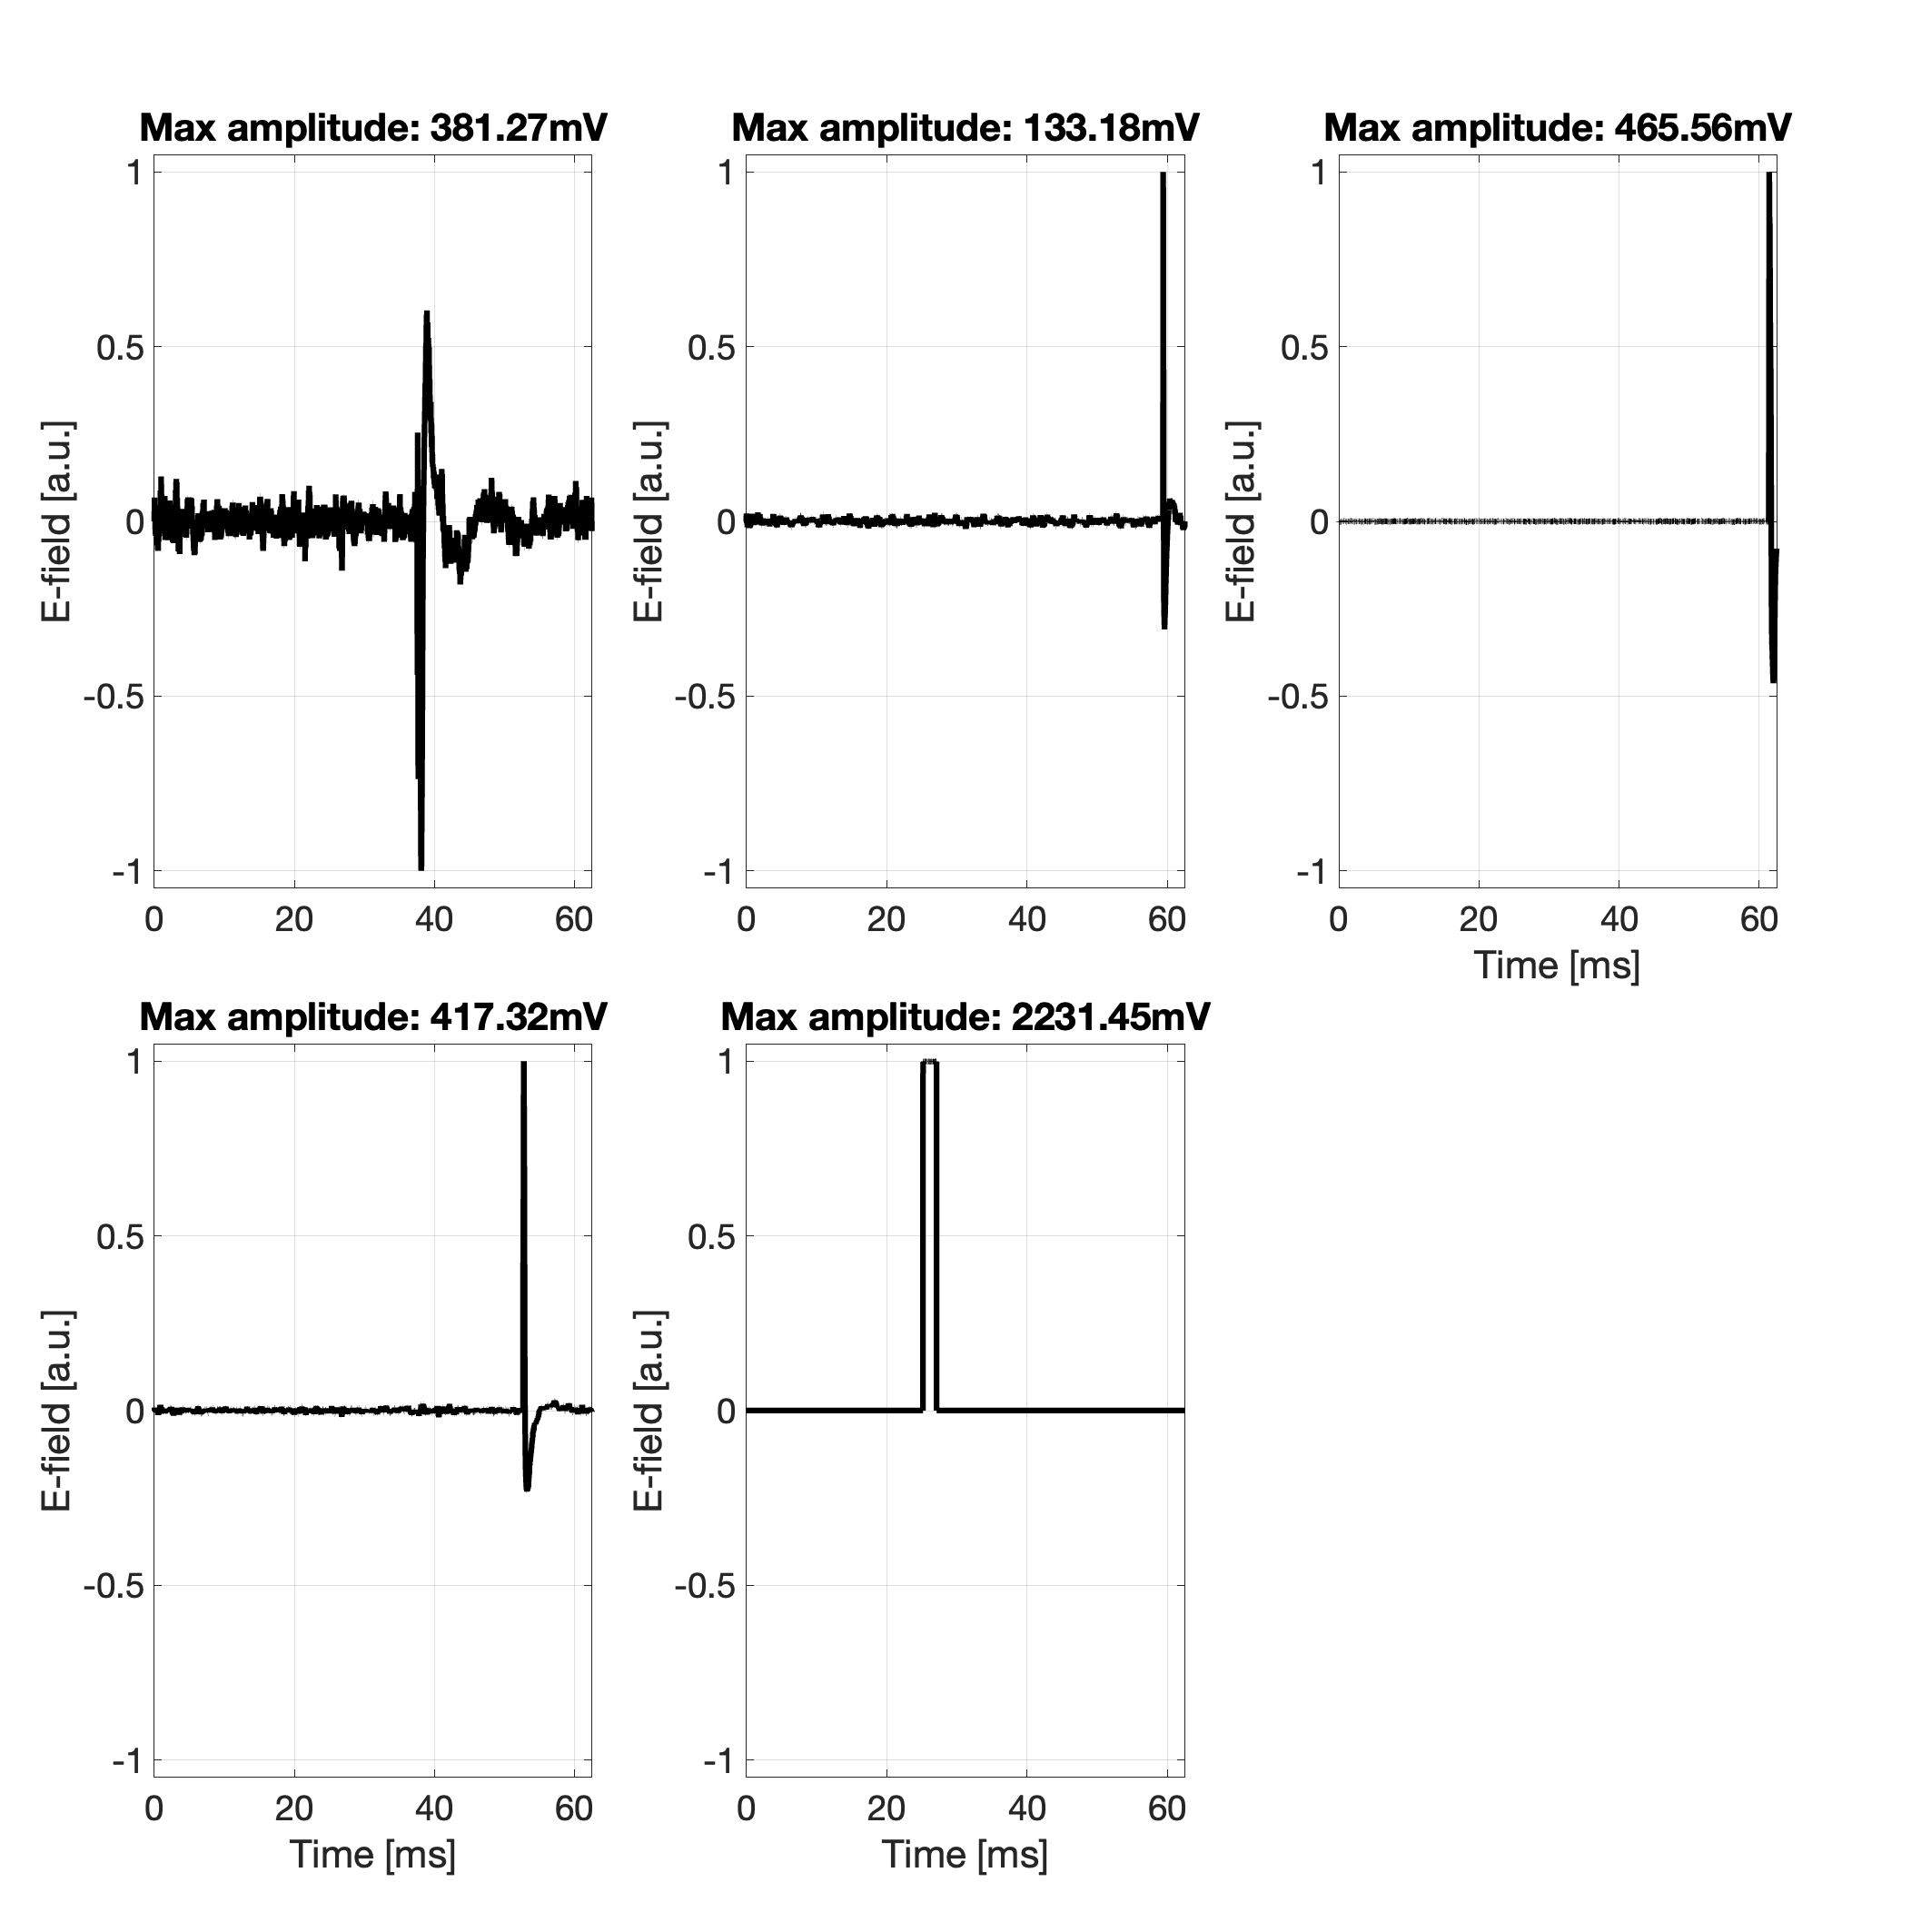 Max amplitude: 381.27mV
1
0.5
0
-0.5
-1
E-field [a.u.]
0 20 40 60
Max amplitude: 133.18mV
1
0.5
0
-0.5
-1
E-field [a.u.]
0 20 40 60
Max amplitude: 465.56mV
1
0.5
0
-0.5
-1
E-field [a.u.]
0 20 40 60
Time [ms]
Max amplitude: 417.32mV
1
0.5
0
-0.5
-1
E-field [a.u.]
0 20 40 60
Time [ms]
Max amplitude: 2231.45mV
1
0.5
0
-0.5
-1
E-field [a.u.]
0 20 40 60
Time [ms]